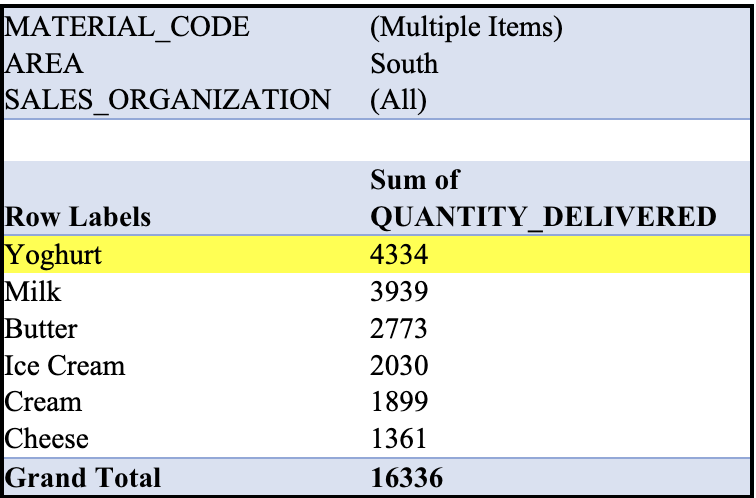 MATERIAL_CODE (Multiple Items)
AREA South
SALES_ORGANIZATION (All)
Sum of
Row Labels QUANTITY_DELIVERED
Yoghurt 4334
Milk 3939
Butter 2773
Ice Cream 2030
Cream 1899
Cheese 1361
Grand Total 16336